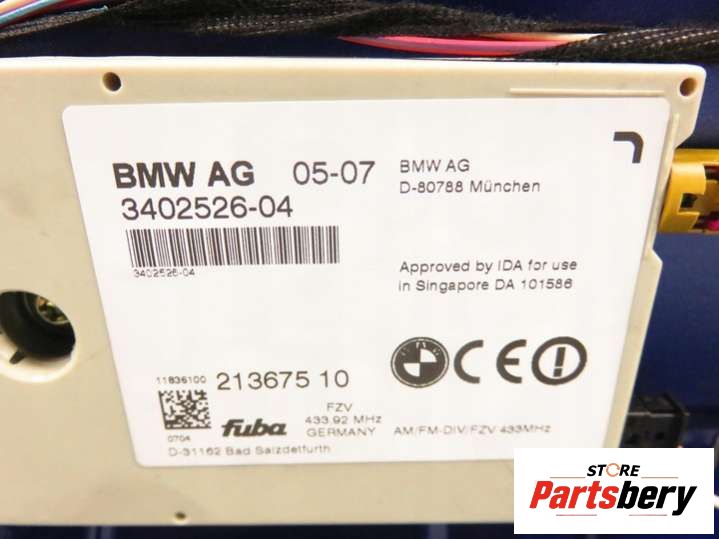 BMW AG 05-07
3402526-04
3402526-04
BMW AG
D-80788 München
Approved by IDA for use
in Singapore DA 101586
11836100 213675 10
0704
fuba
FZV
433.92 MHz
GERMANY
AM/FM-DIV/FZV 433MHz
D-31162 Bad Salzdetfurth
STORE
Partsbery